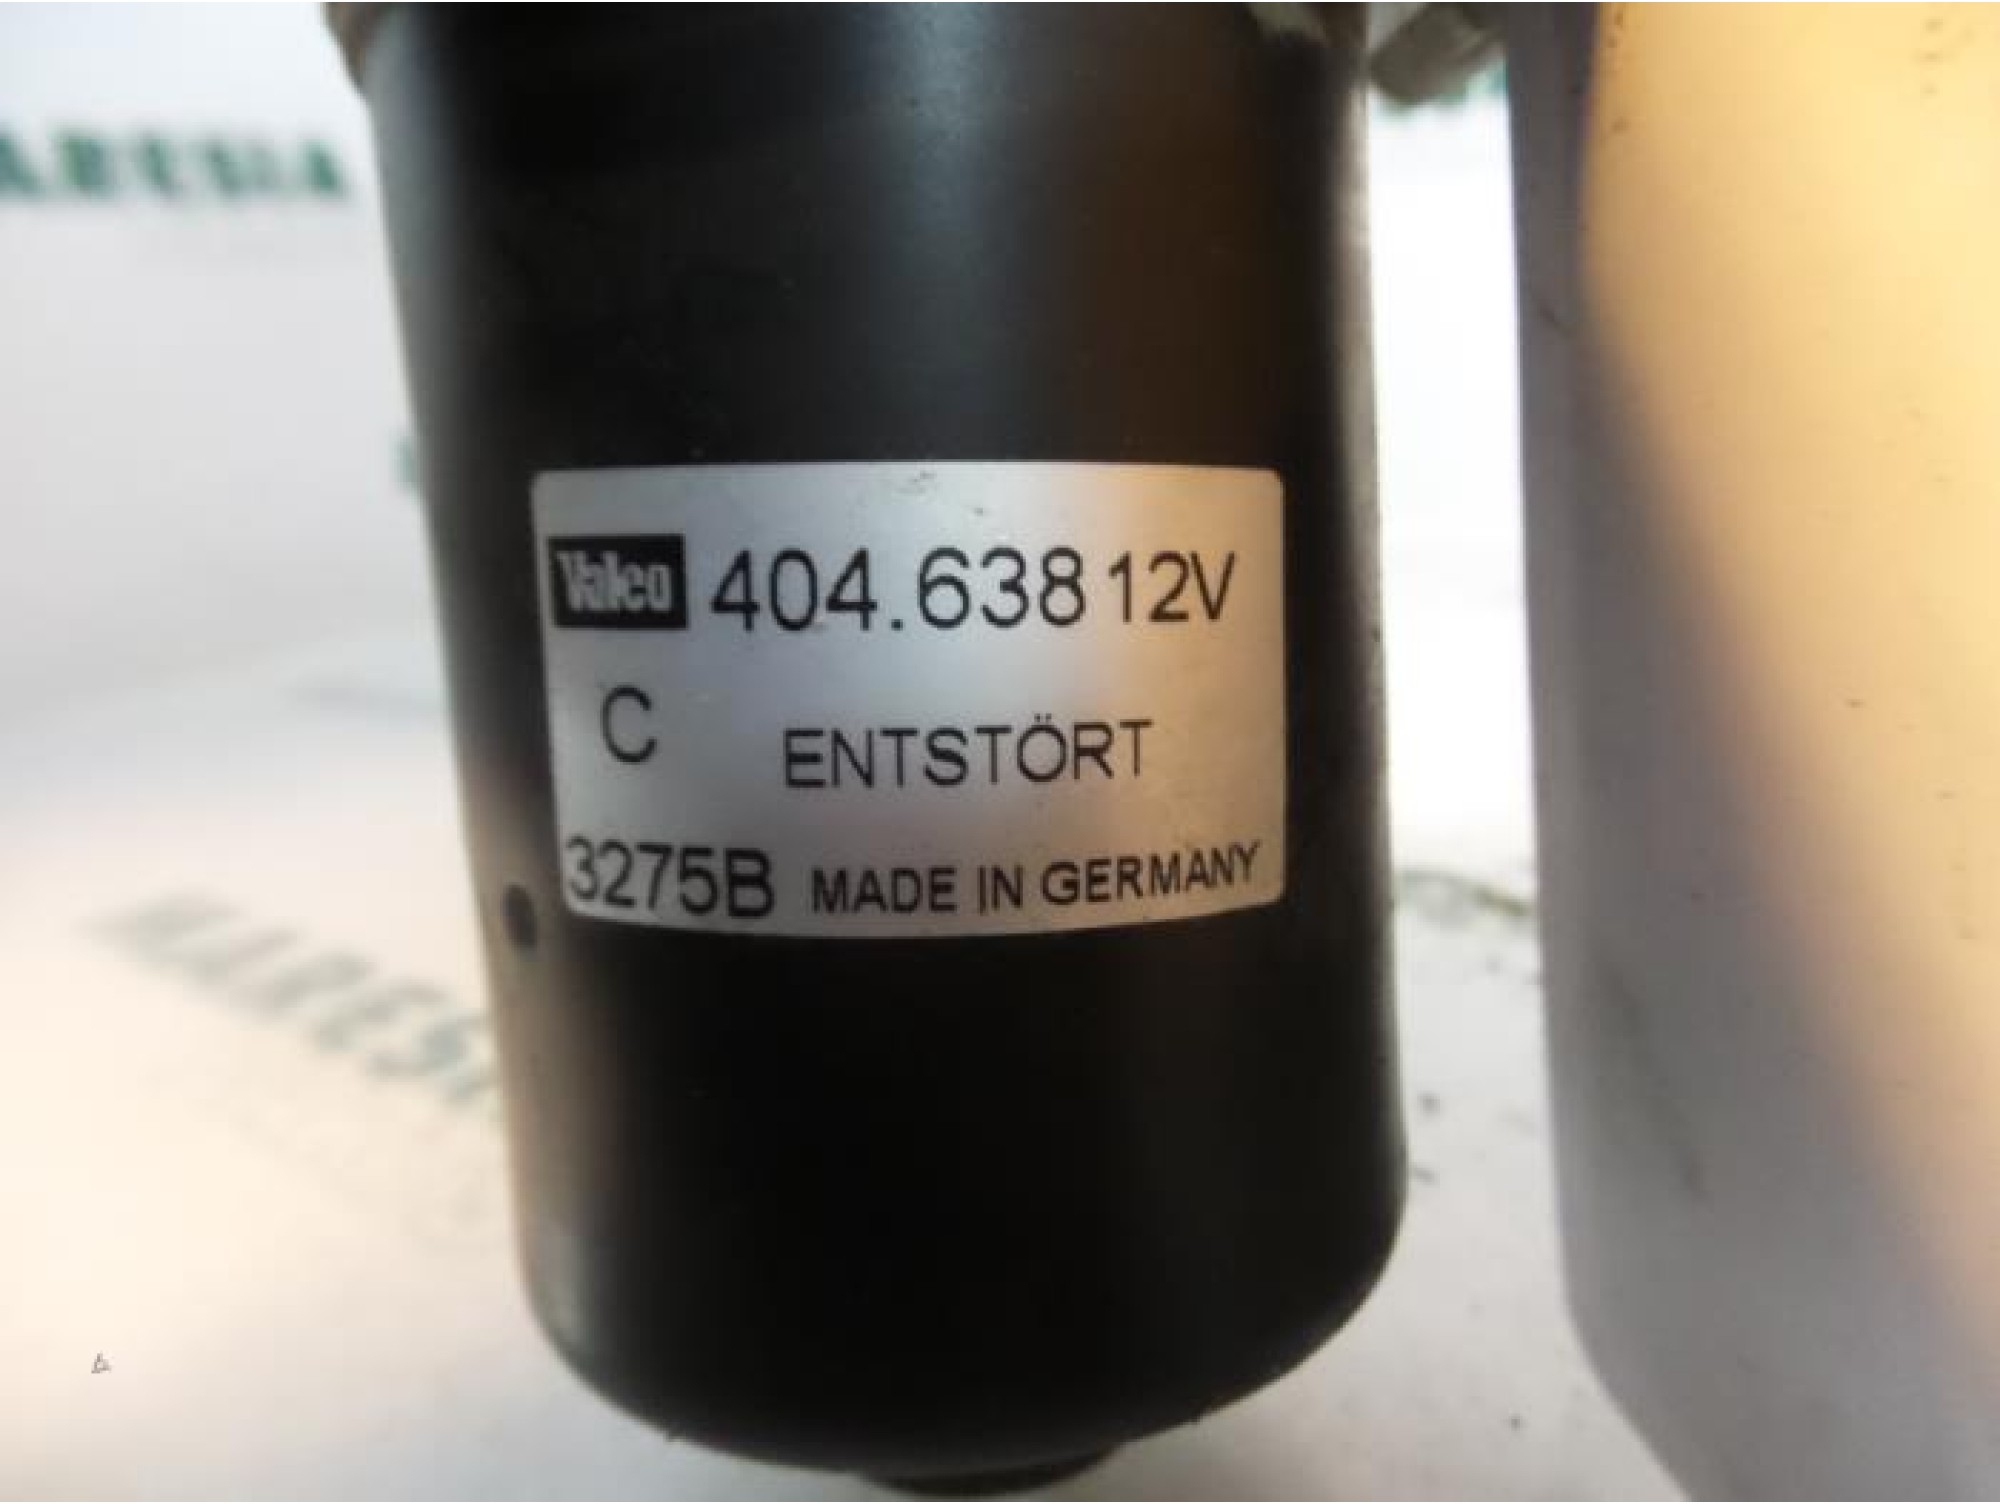 Valeo 404.638 12V
C ENTSTÖRT
3275B MADE IN GERMANY